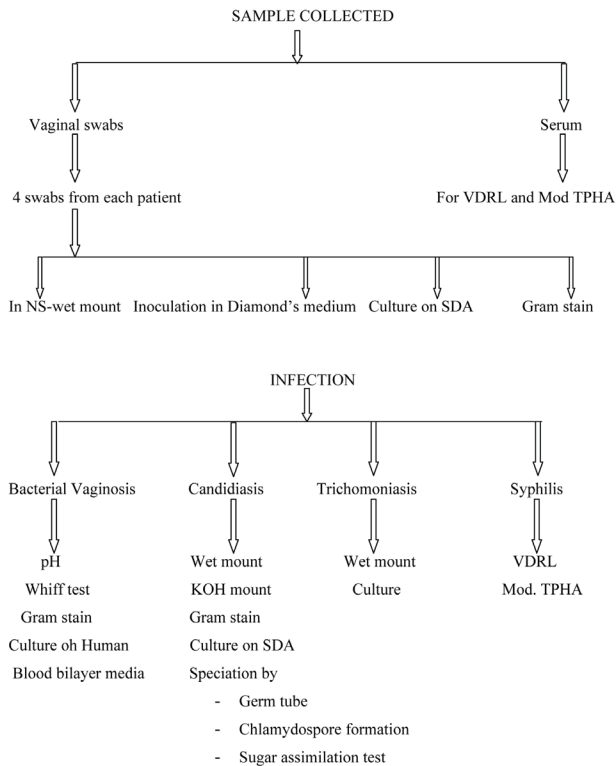 SAMPLE COLLECTED
Vaginal swabs
Serum
4 swabs from each patient
For VDRL and Mod TPHA
In NS-wet mount
Inoculation in Diamond's medium
Culture on SDA
Gram stain
INFECTION
Bacterial Vaginosis
Candidiasis
Trichomoniasis
Syphilis
pH
Whiff test
Gram stain
Culture oh Human
Blood bilayer media
Wet mount
KOH mount
Gram stain
Culture on SDA
Speciation by
- Germ tube
- Chlamydospore formation
- Sugar assimilation test
Wet mount
Culture
VDRL
Mod. TPHA